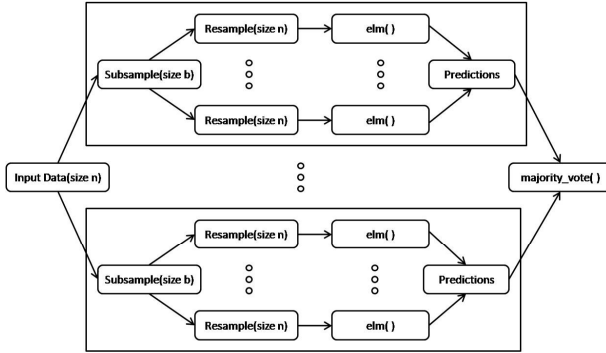 Resample(size n)
elm( )
Subsample(size b)
Predictions
Resample(size n)
elm( )
Input Data(size n)
majority_vote( )
Resample(size n)
elm( )
Subsample(size b)
Predictions
Resample(size n)
elm( )